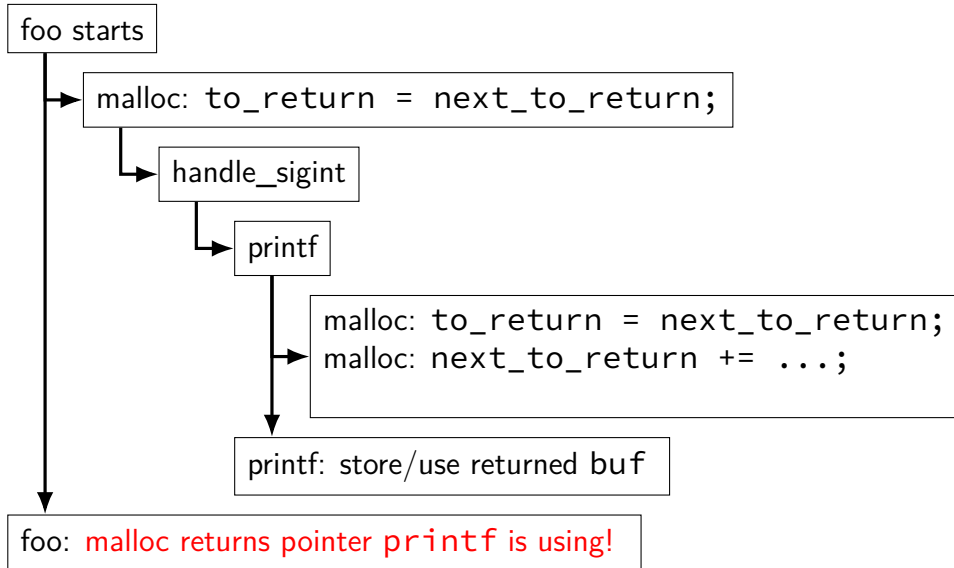 foo starts
malloc: to_return = next_to_return;
handle_sigint
printf
malloc: to_return = next_to_return;
malloc: next_to_return += ...;
printf: store/use returned buf
foo: malloc returns pointer printf is using!